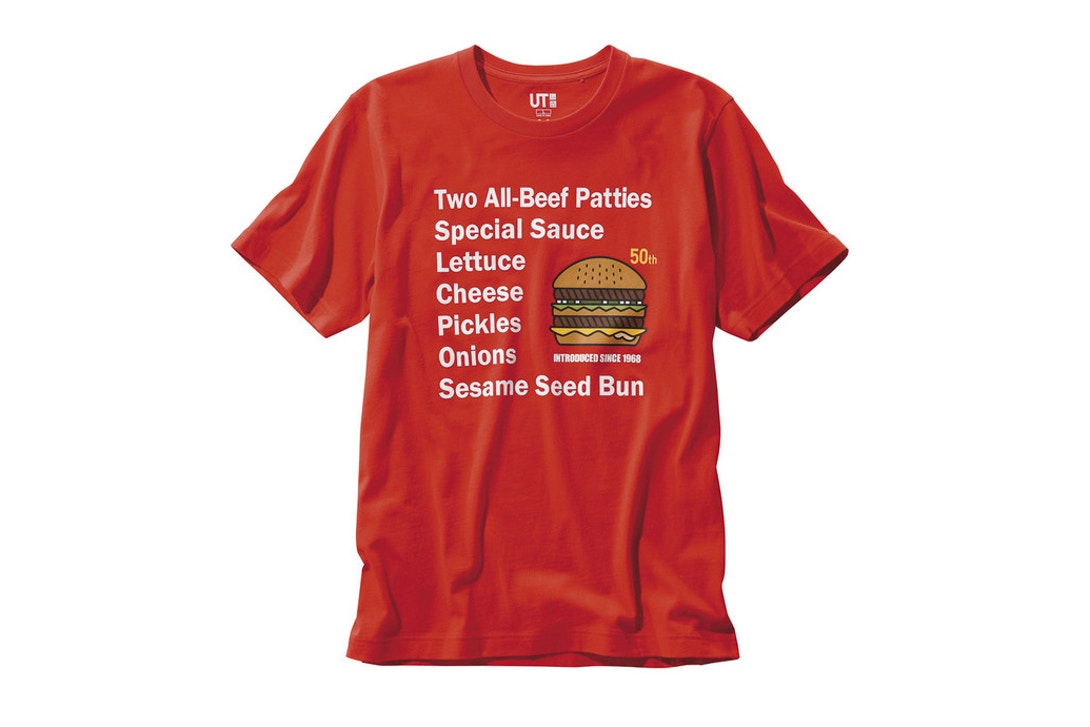 UT
Two All-Beef Patties
Special Sauce
Lettuce
50th
Cheese
Pickles
Onions
INTRODUCED SINCE 1968
Sesame Seed Bun